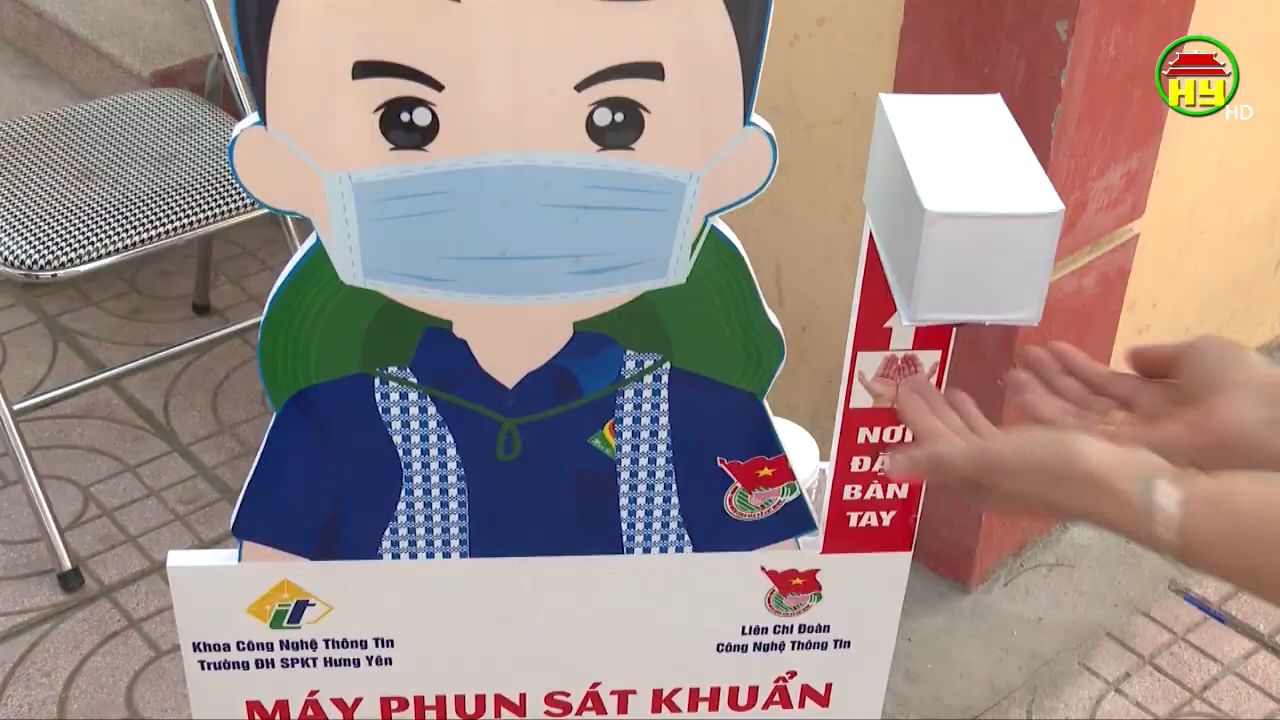 HY
HD
NƠI
ĐẶT
BÀN
TAY
it
Khoa Công Nghệ Thông Tin
Trường ĐH SPKT Hưng Yên
Liên Chi Đoàn
Công Nghệ Thông Tin
MÁY PHUN SÁT KHUẨN